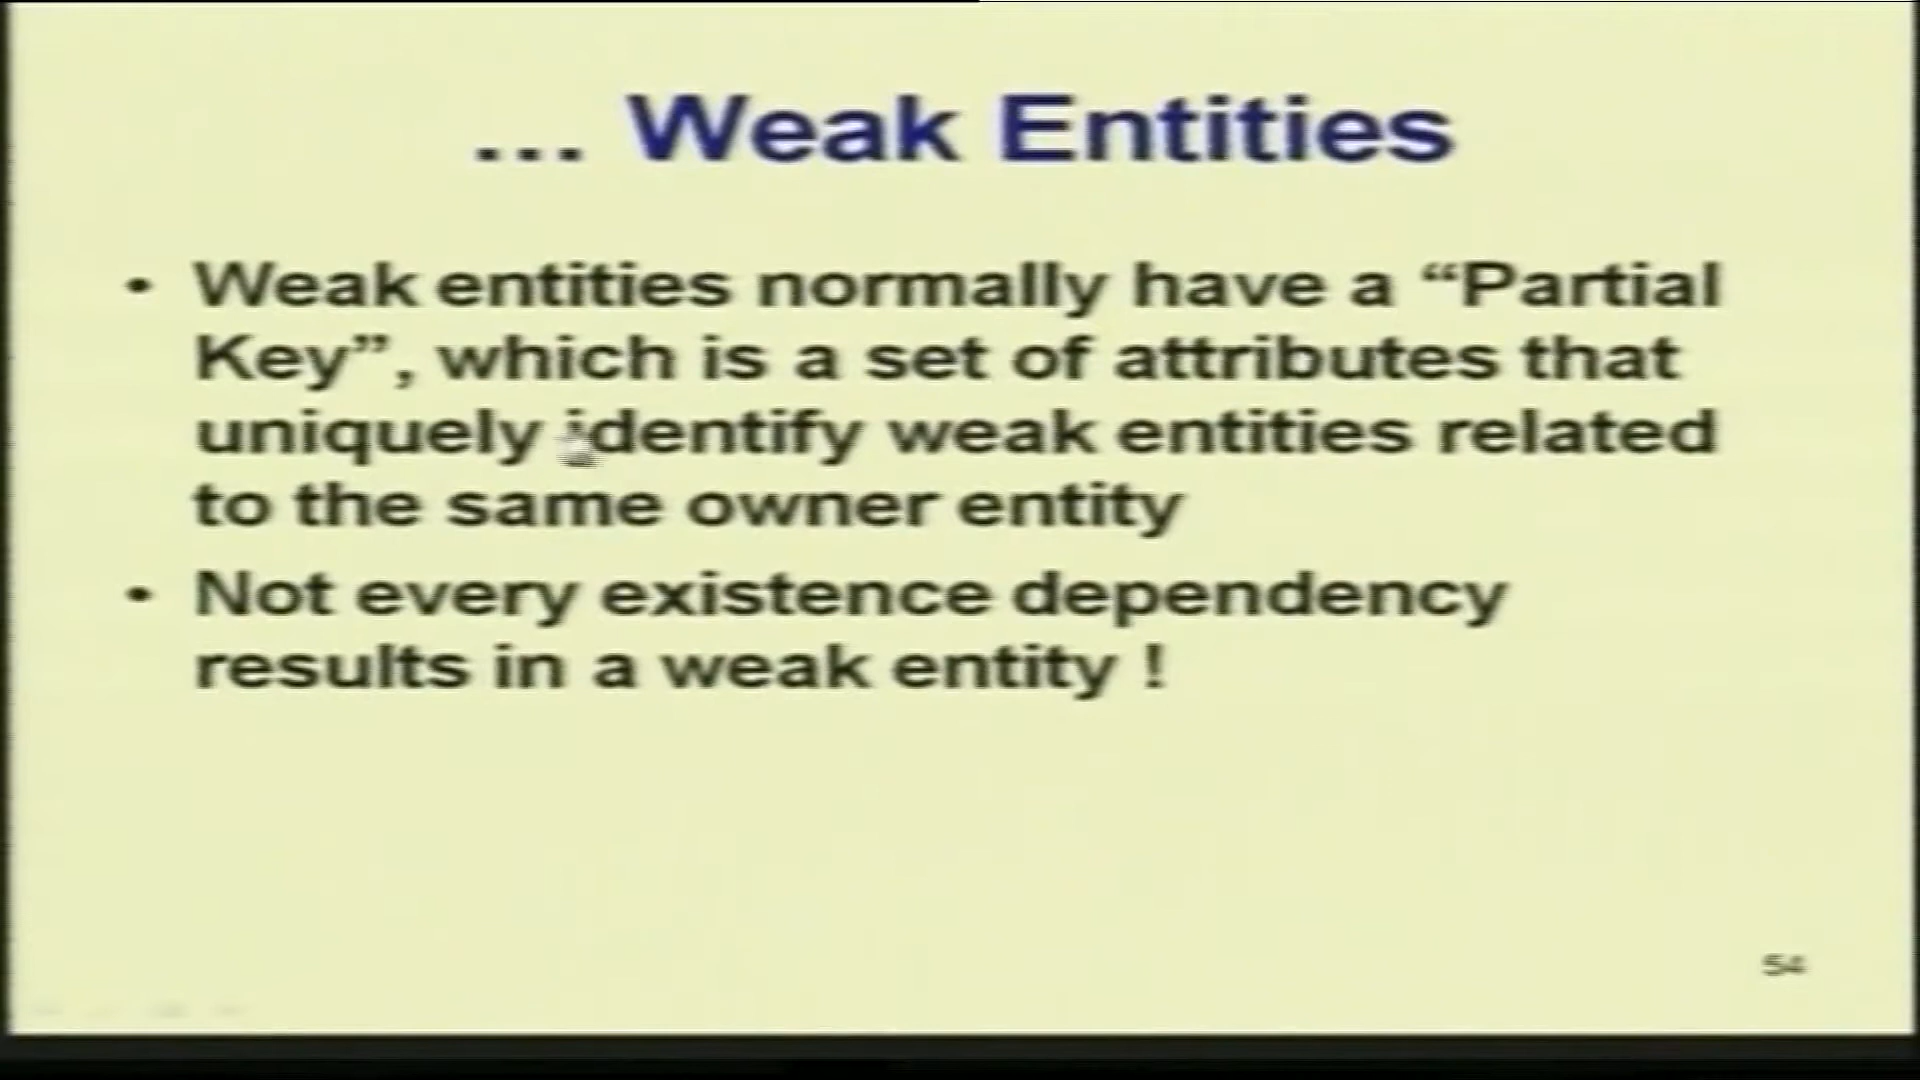 ... Weak Entities
• Weak entities normally have a “Partial
Key”, which is a set of attributes that
uniquely identify weak entities related
to the same owner entity
• Not every existence dependency
results in a weak entity !
54